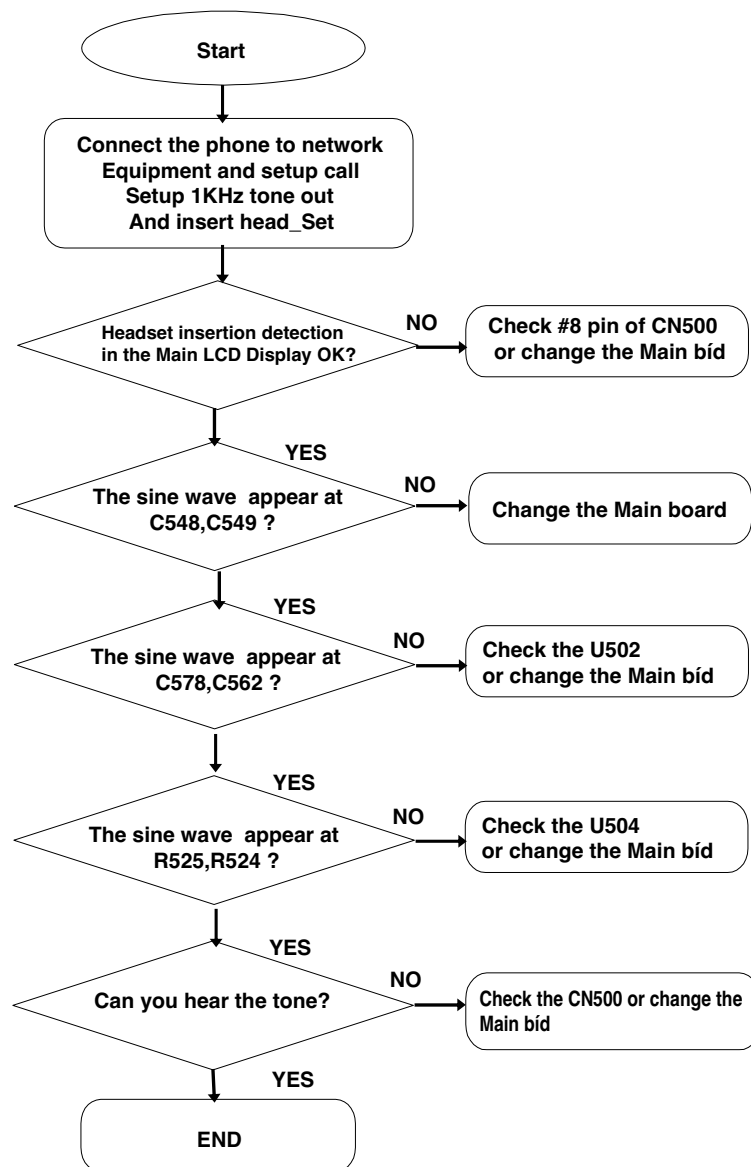 Start
Connect the phone to network
Equipment and setup call
Setup 1KHz tone out
And insert head_Set
Headset insertion detection
in the Main LCD Display OK?
NO
Check #8 pin of CN500
or change the Main bíd
YES
The sine wave appear at
C548,C549 ?
NO
Change the Main board
YES
The sine wave appear at
C578,C562 ?
NO
Check the U502
or change the Main bíd
YES
The sine wave appear at
R525,R524 ?
NO
Check the U504
or change the Main bíd
YES
Can you hear the tone?
NO
Check the CN500 or change the
Main bíd
YES
END